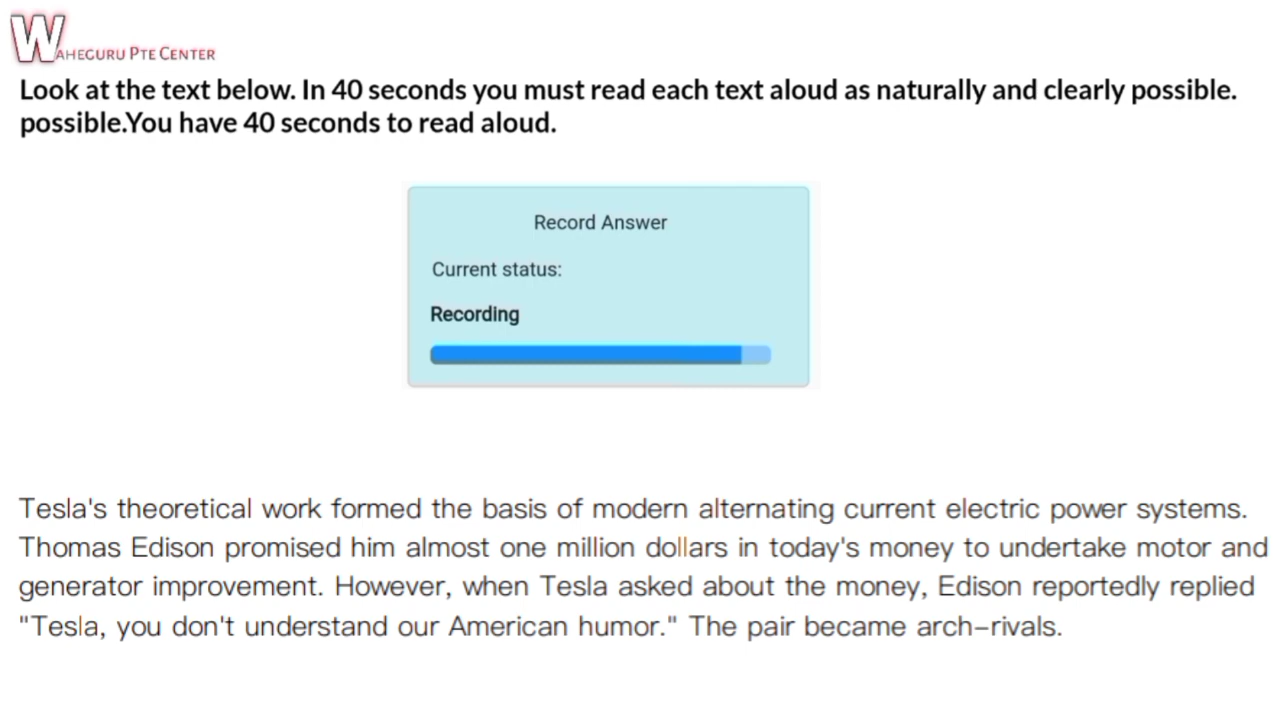 WAHEGURU PTE CENTER
Look at the text below. In 40 seconds you must read each text aloud as naturally and clearly possible.
possible.You have 40 seconds to read aloud.
Record Answer
Current status:
Recording
Tesla's theoretical work formed the basis of modern alternating current electric power systems.
Thomas Edison promised him almost one million dollars in today's money to undertake motor and
generator improvement. However, when Tesla asked about the money, Edison reportedly replied
"Tesla, you don't understand our American humor." The pair became arch-rivals.